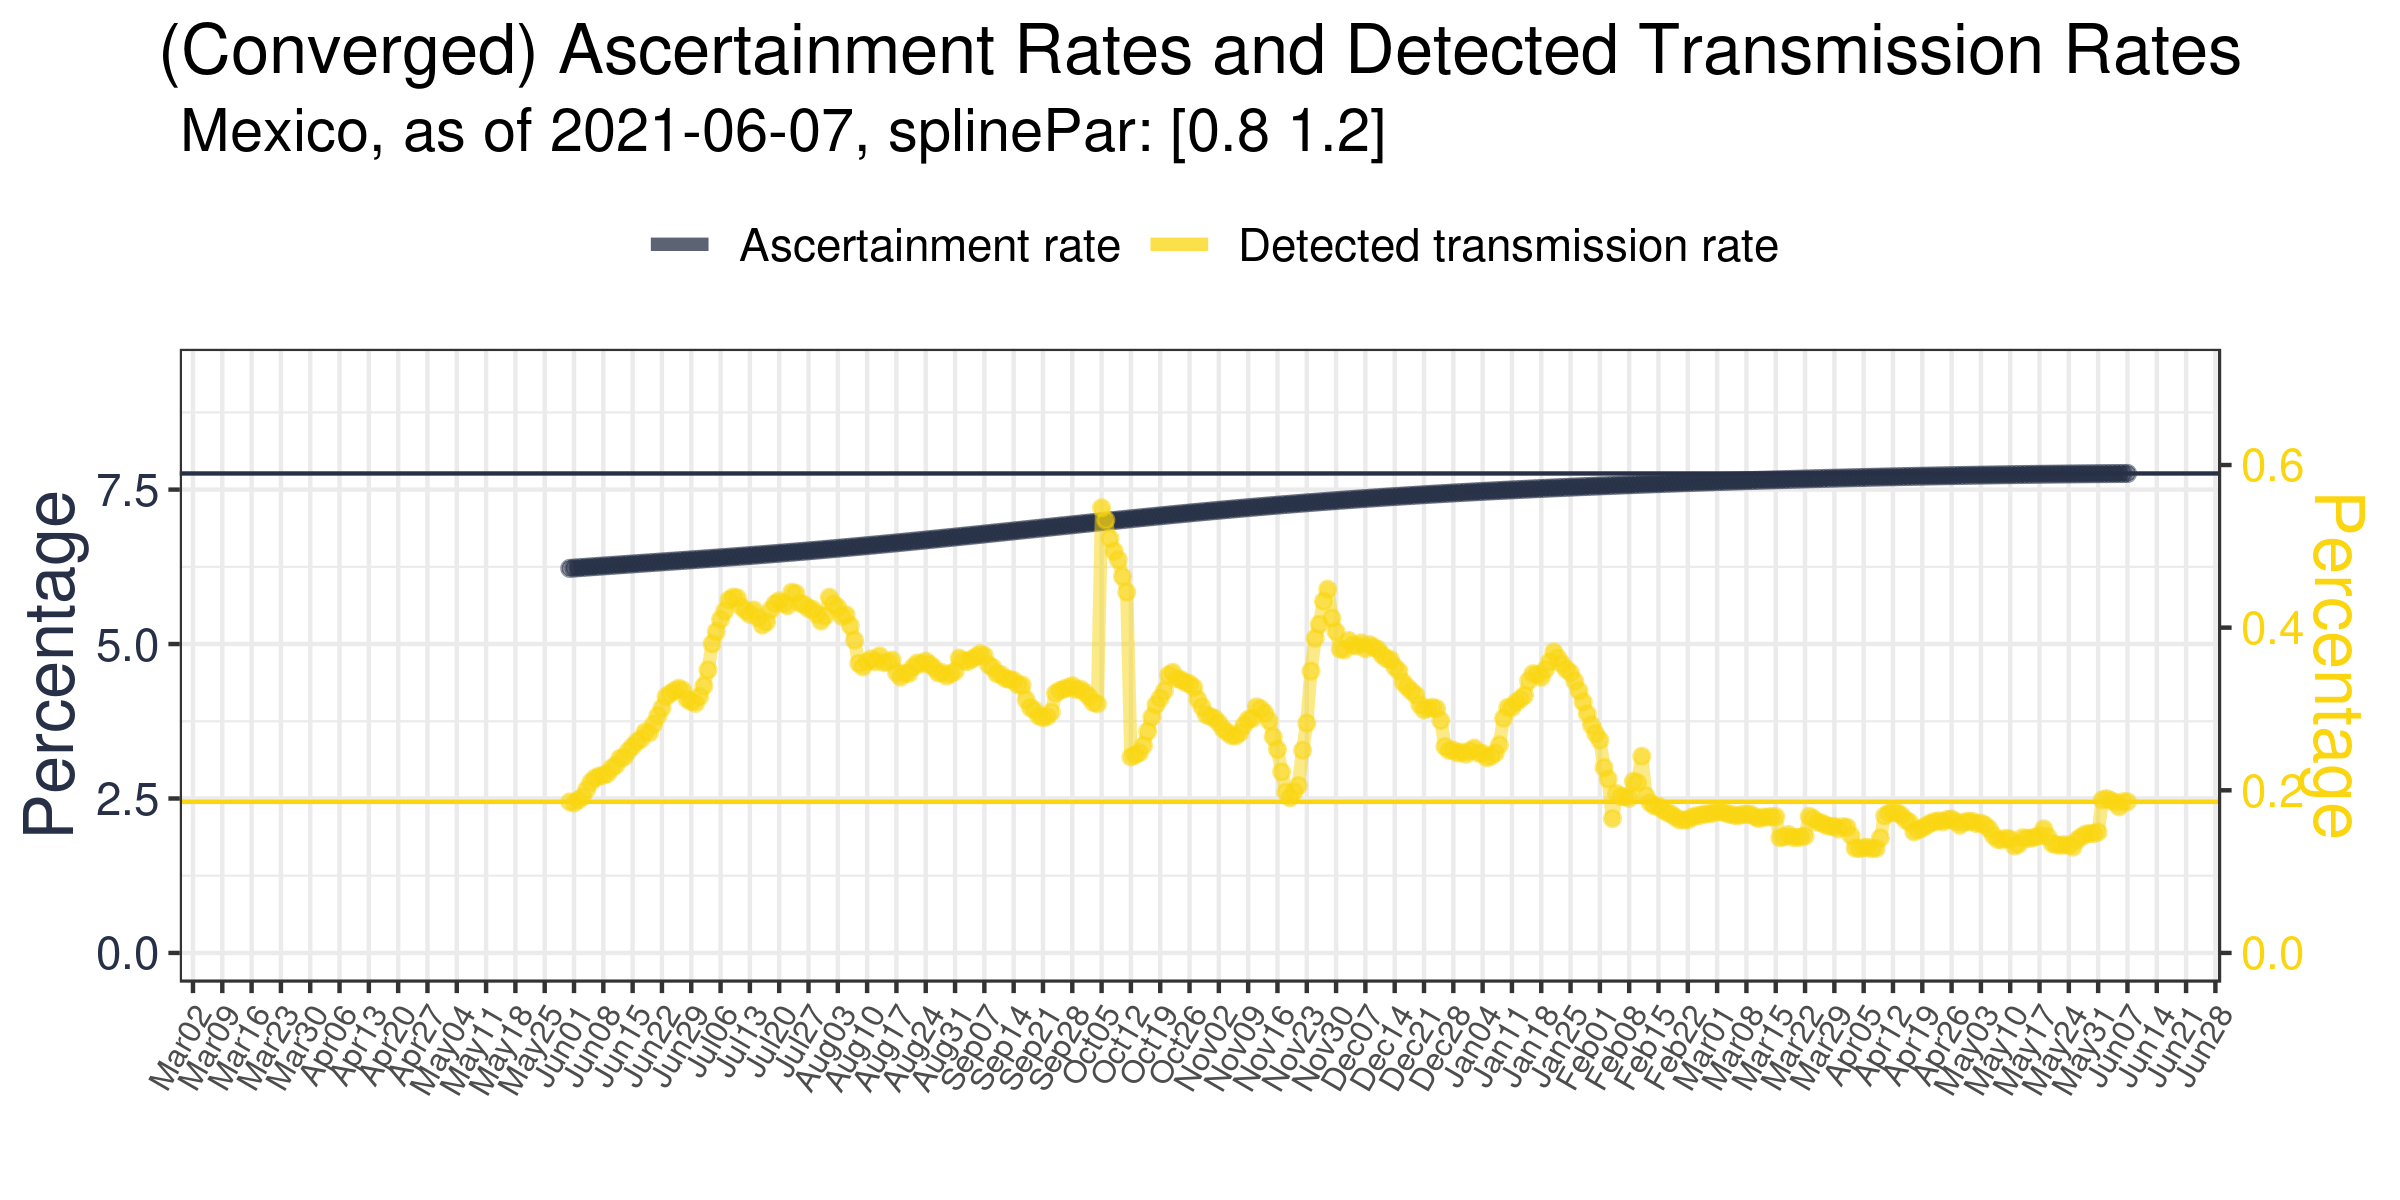 (Converged) Ascertainment Rates and Detected Transmission Rates
Mexico, as of 2021-06-07, splinePar: [0.8 1.2]
Ascertainment rate Detected transmission rate
Percentage
7.5
5.0
2.5
0.0
0.6
0.4
0.2
0.0
Percentage
Mar02 Mar09 Mar16 Mar23 Mar30 Apr06 Apr13 Apr20 Apr27 May04 May11 May18 May25 Jun01 Jun08 Jun15 Jun22 Jun29 Jul06 Jul13 Jul20 Jul27 Aug03 Aug10 Aug17 Aug24 Aug31 Sep07 Sep14 Sep21 Sep28 Oct05 Oct12 Oct19 Oct26 Nov02 Nov09 Nov16 Nov23 Nov30 Dec07 Dec14 Dec21 Dec28 Jan04 Jan11 Jan18 Jan25 Feb01 Feb08 Feb15 Feb22 Mar01 Mar08 Mar15 Mar22 Mar29 Apr05 Apr12 Apr19 Apr26 May03 May10 May17 May24 May31 Jun07 Jun14 Jun21 Jun28